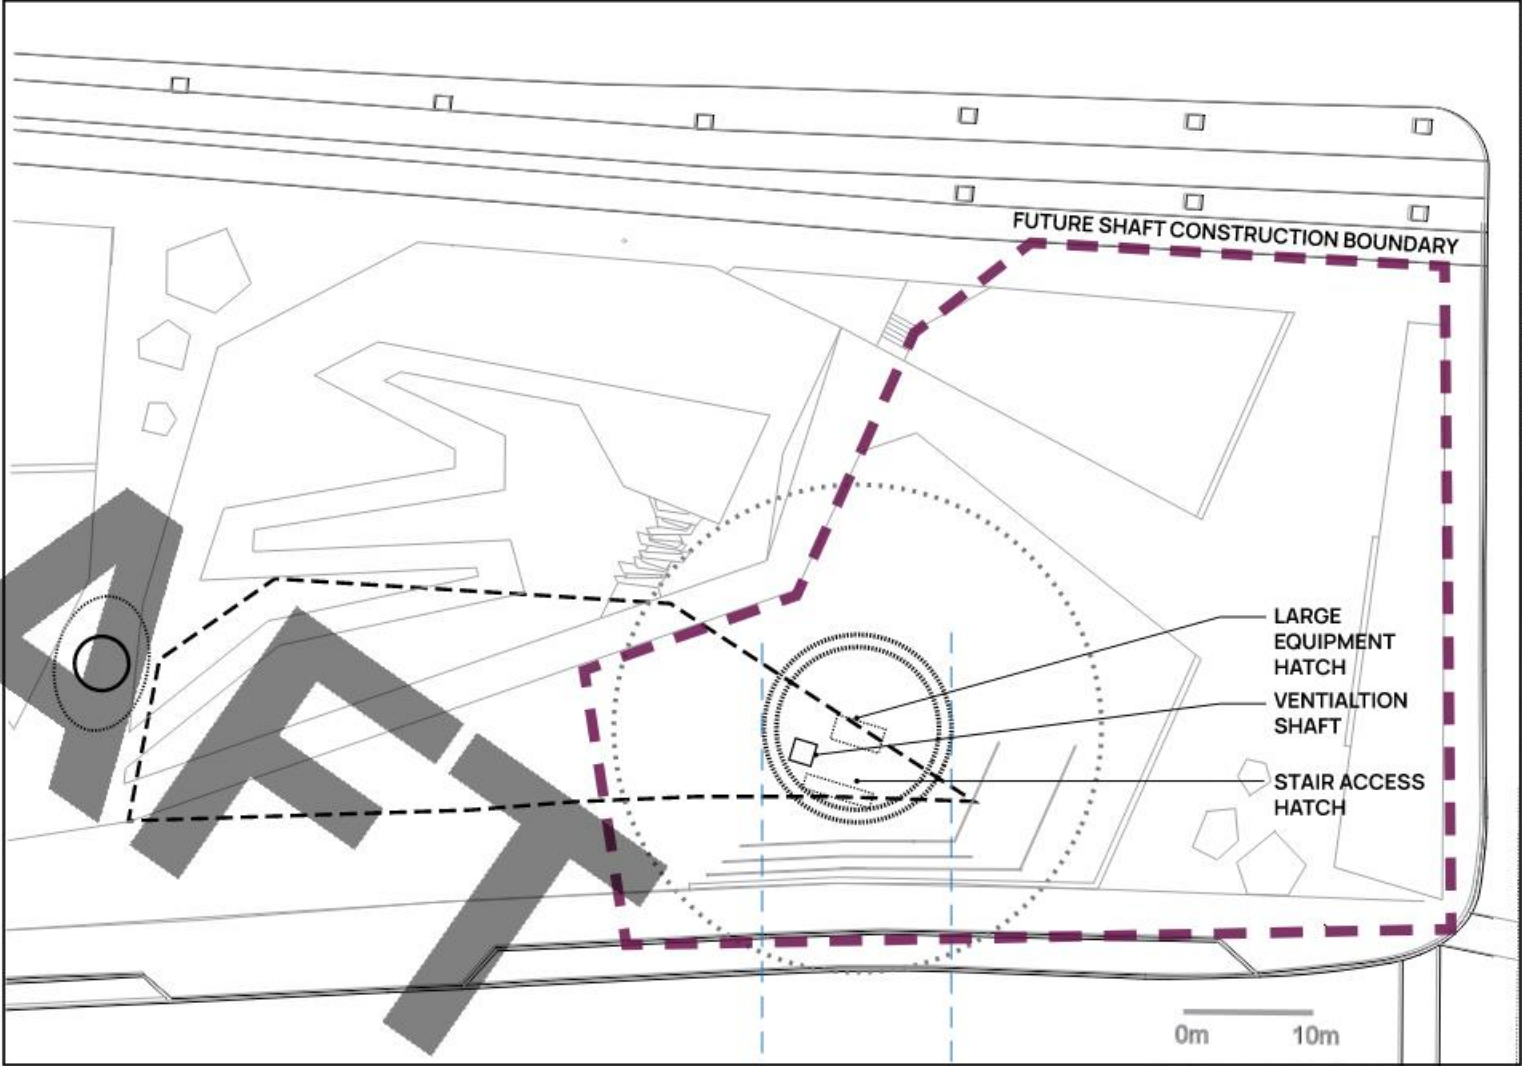 FUTURE SHAFT CONSTRUCTION BOUNDARY
LARGE
EQUIPMENT
HATCH
VENTIALTION
SHAFT
STAIR ACCESS
HATCH
AFT
0m 10m